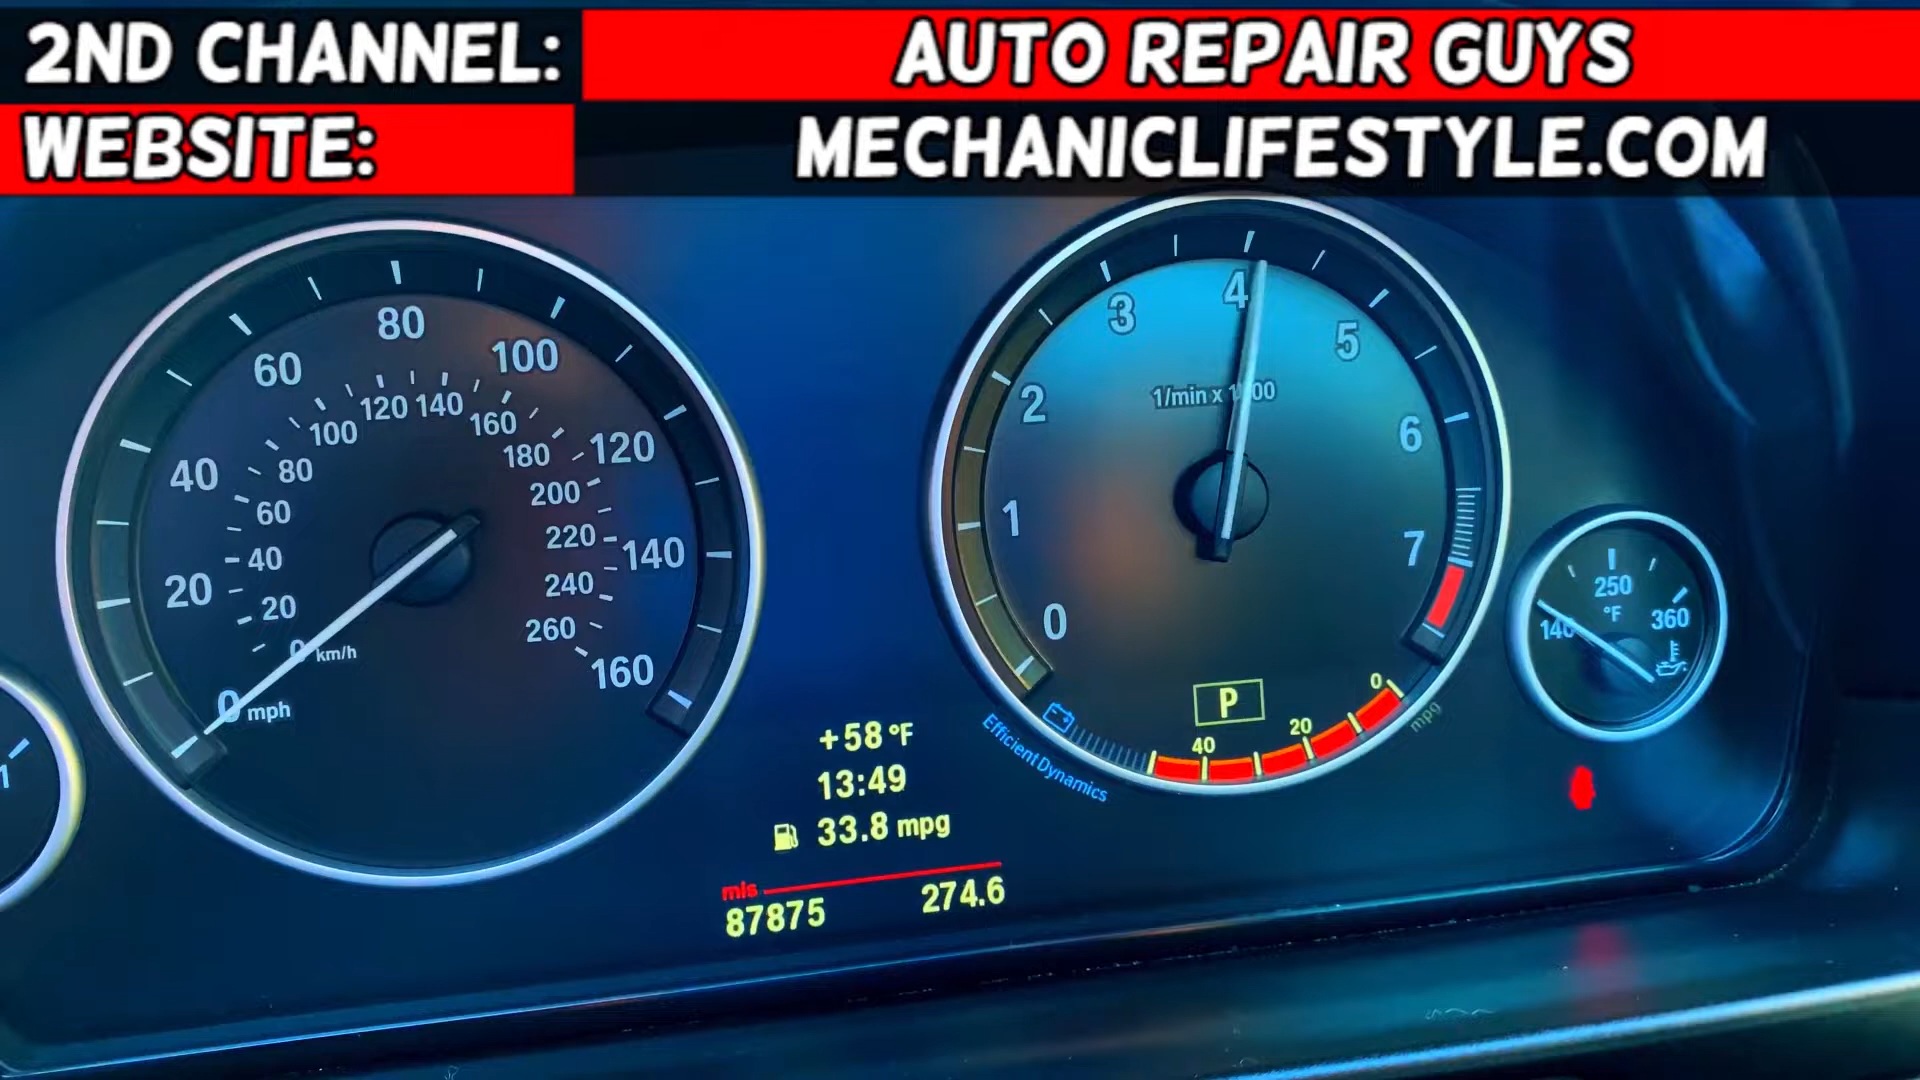 2ND CHANNEL: AUTO REPAIR GUYS
WEBSITE: MECHANICLIFESTYLE.COM
0 20 40 60 80 100 120 140 160
mph
0 20 40 60 80 100 120 140 160 180 200 220 240 260
km/h
0 1 2 3 4 5 6 7
P
40 20 0
mpg
EfficientDynamics
140 250 360
°F
1
+58 °F
13:49
33.8 mpg
mls
87875 274.6